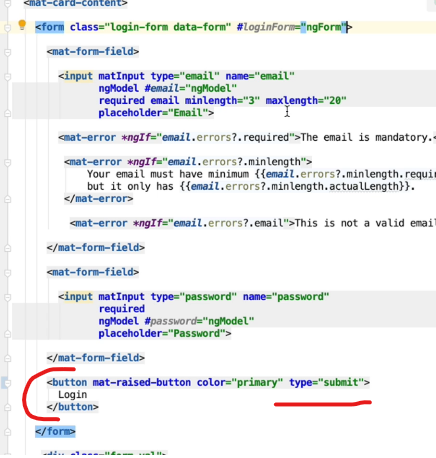 <mat-card-content>
<form class="login-form data-form" #loginForm="ngForm">
<mat-form-field>
<input matInput type="email" name="email"
ngModel #email="ngModel"
required email minlength="3" maxlength="20"
placeholder="Email">
<mat-error *ngIf="email.errors?.required">The email is mandatory.<
<mat-error *ngIf="email.errors?.minlength">
Your email must have minimum {{email.errors?.minlength.requir
but it only has {{email.errors?.minlength.actualLength}}.
</mat-error>
<mat-error *ngIf="email.errors?.email">This is not a valid email
</mat-form-field>
<mat-form-field>
<input matInput type="password" name="password"
required
ngModel #password="ngModel"
placeholder="Password">
</mat-form-field>
<button mat-raised-button color="primary" type="submit">
Login
</button>
</form>
<div class="form-val">